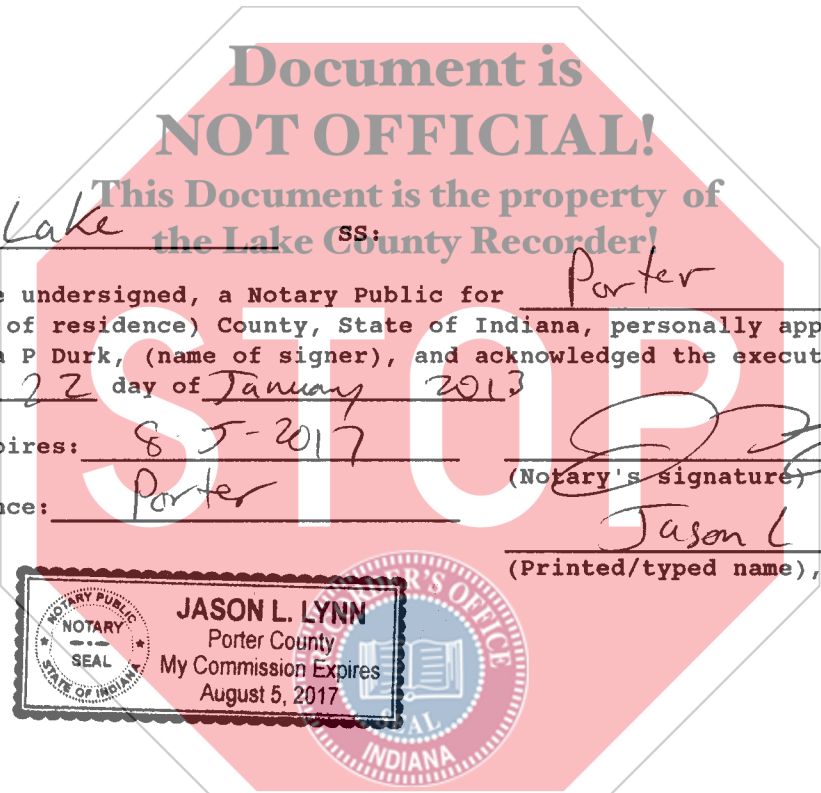 Document is
NOT OFFICIAL!
This Document is the property of
the Lake County Recorder!
Lake SS:
e undersigned, a Notary Public for Porter
of residence) County, State of Indiana, personally app
a P Durk, (name of signer), and acknowledged the execut
22 day of January 2013
pires: 8-5-2017
(Notary's signature)
nce: Porter
Jason L
(Printed/typed name),
STOP
NOTARY PUBLIC
NOTARY
SEAL
STATE OF INDIANA
JASON L. LYNN
Porter County
My Commission Expires
August 5, 2017
RECORDER'S OFFICE
SEAL
INDIANA